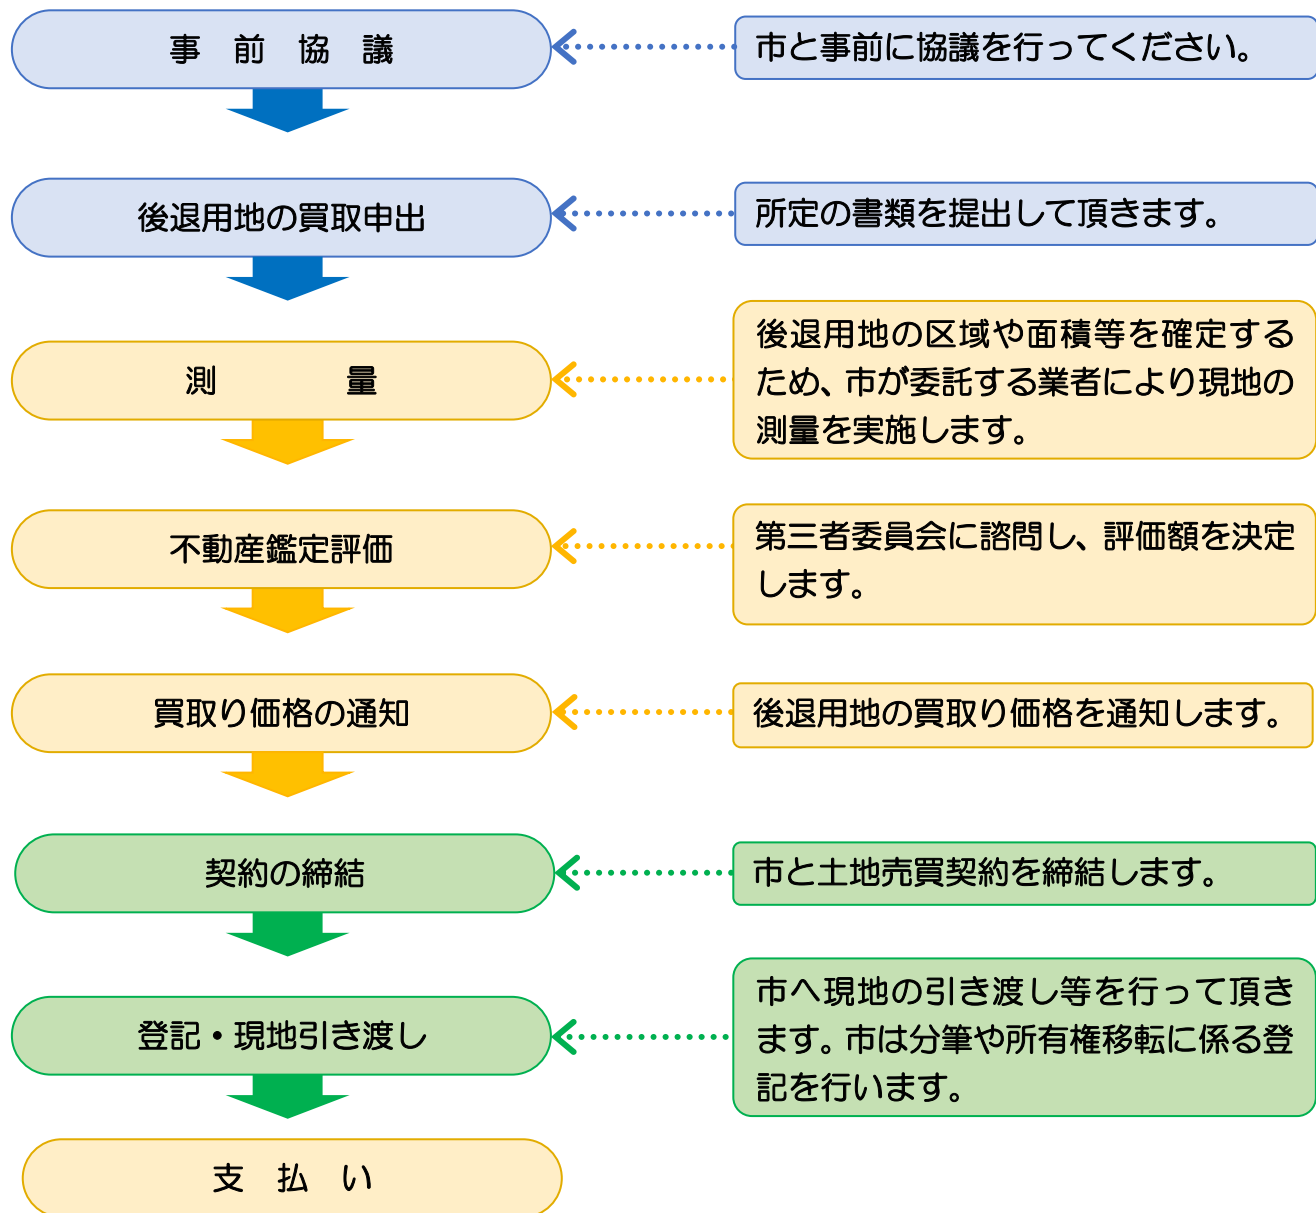 事　前　協　議
市と事前に協議を行ってください。
後退用地の買取申出
所定の書類を提出して頂きます。
測　　　　量
後退用地の区域や面積等を確定する
ため、市が委託する業者により現地の
測量を実施します。
不動産鑑定評価
第三者委員会に諮問し、評価額を決定
します。
買取り価格の通知
後退用地の買取り価格を通知します。
契約の締結
市と土地売買契約を締結します。
登記・現地引き渡し
市へ現地の引き渡し等を行って頂き
ます。市は分筆や所有権移転に係る登
記を行います。
支　払　い